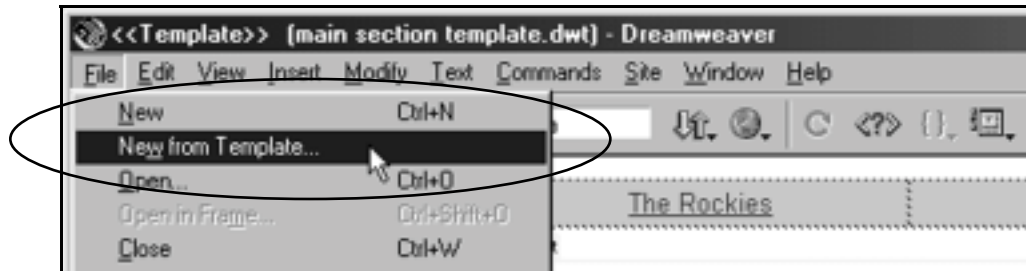 <<Template>> (main section template.dwt) - Dreamweaver
File Edit View Insert Modify Text Commands Site Window Help
New Ctrl+N
New from Template...
Open... Ctrl+O
Open in Frame... Ctrl+Shift+O
The Rockies
Close Ctrl+W